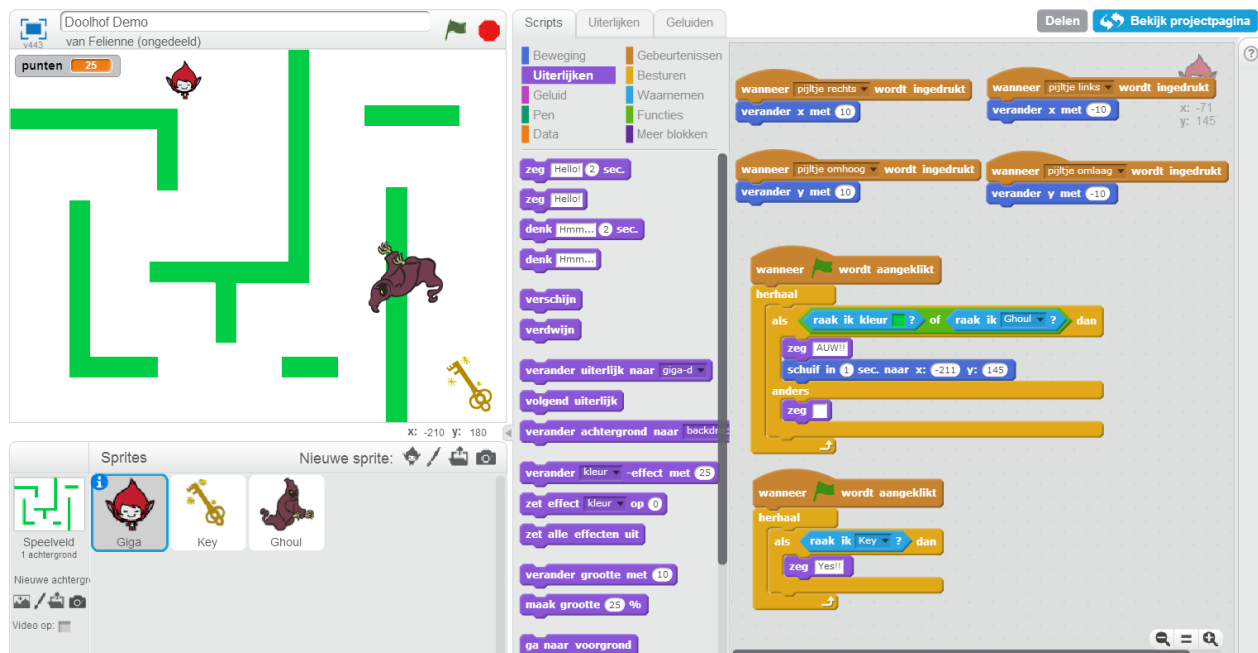 v443
Doolhof Demo
van Felienne (ongedeeld)
punten 25
x: -210 y: 180
Sprites
Nieuwe sprite:
Speelveld
1 achtergrond
Giga
Key
Ghoul
Nieuwe achtergr
Video op:
Scripts
Uiterlijken
Geluiden
Delen
Bekijk projectpagina
Beweging
Gebeurtenissen
Uiterlijken
Besturen
Geluid
Waarnemen
Pen
Functies
Data
Meer blokken
zeg Hello! 2 sec.
zeg Hello!
denk Hmm... 2 sec.
denk Hmm...
verschijn
verdwijn
verander uiterlijk naar giga-d
volgend uiterlijk
verander achtergrond naar backdr
verander kleur -effect met 25
zet effect kleur op 0
zet alle effecten uit
verander grootte met 10
maak grootte 25 %
ga naar voorgrond
wanneer pijltje rechts wordt ingedrukt
verander x met 10
wanneer pijltje links wordt ingedrukt
verander x met -10
x: -71
y: 145
wanneer pijltje omhoog wordt ingedrukt
verander y met 10
wanneer pijltje omlaag wordt ingedrukt
verander y met -10
wanneer wordt aangeklikt
herhaal
als raak ik kleur ? of raak ik Ghoul ? dan
zeg AUW!!
schuif in 1 sec. naar x: -211 y: 145
anders
zeg
wanneer wordt aangeklikt
herhaal
als raak ik Key ? dan
zeg Yes!!